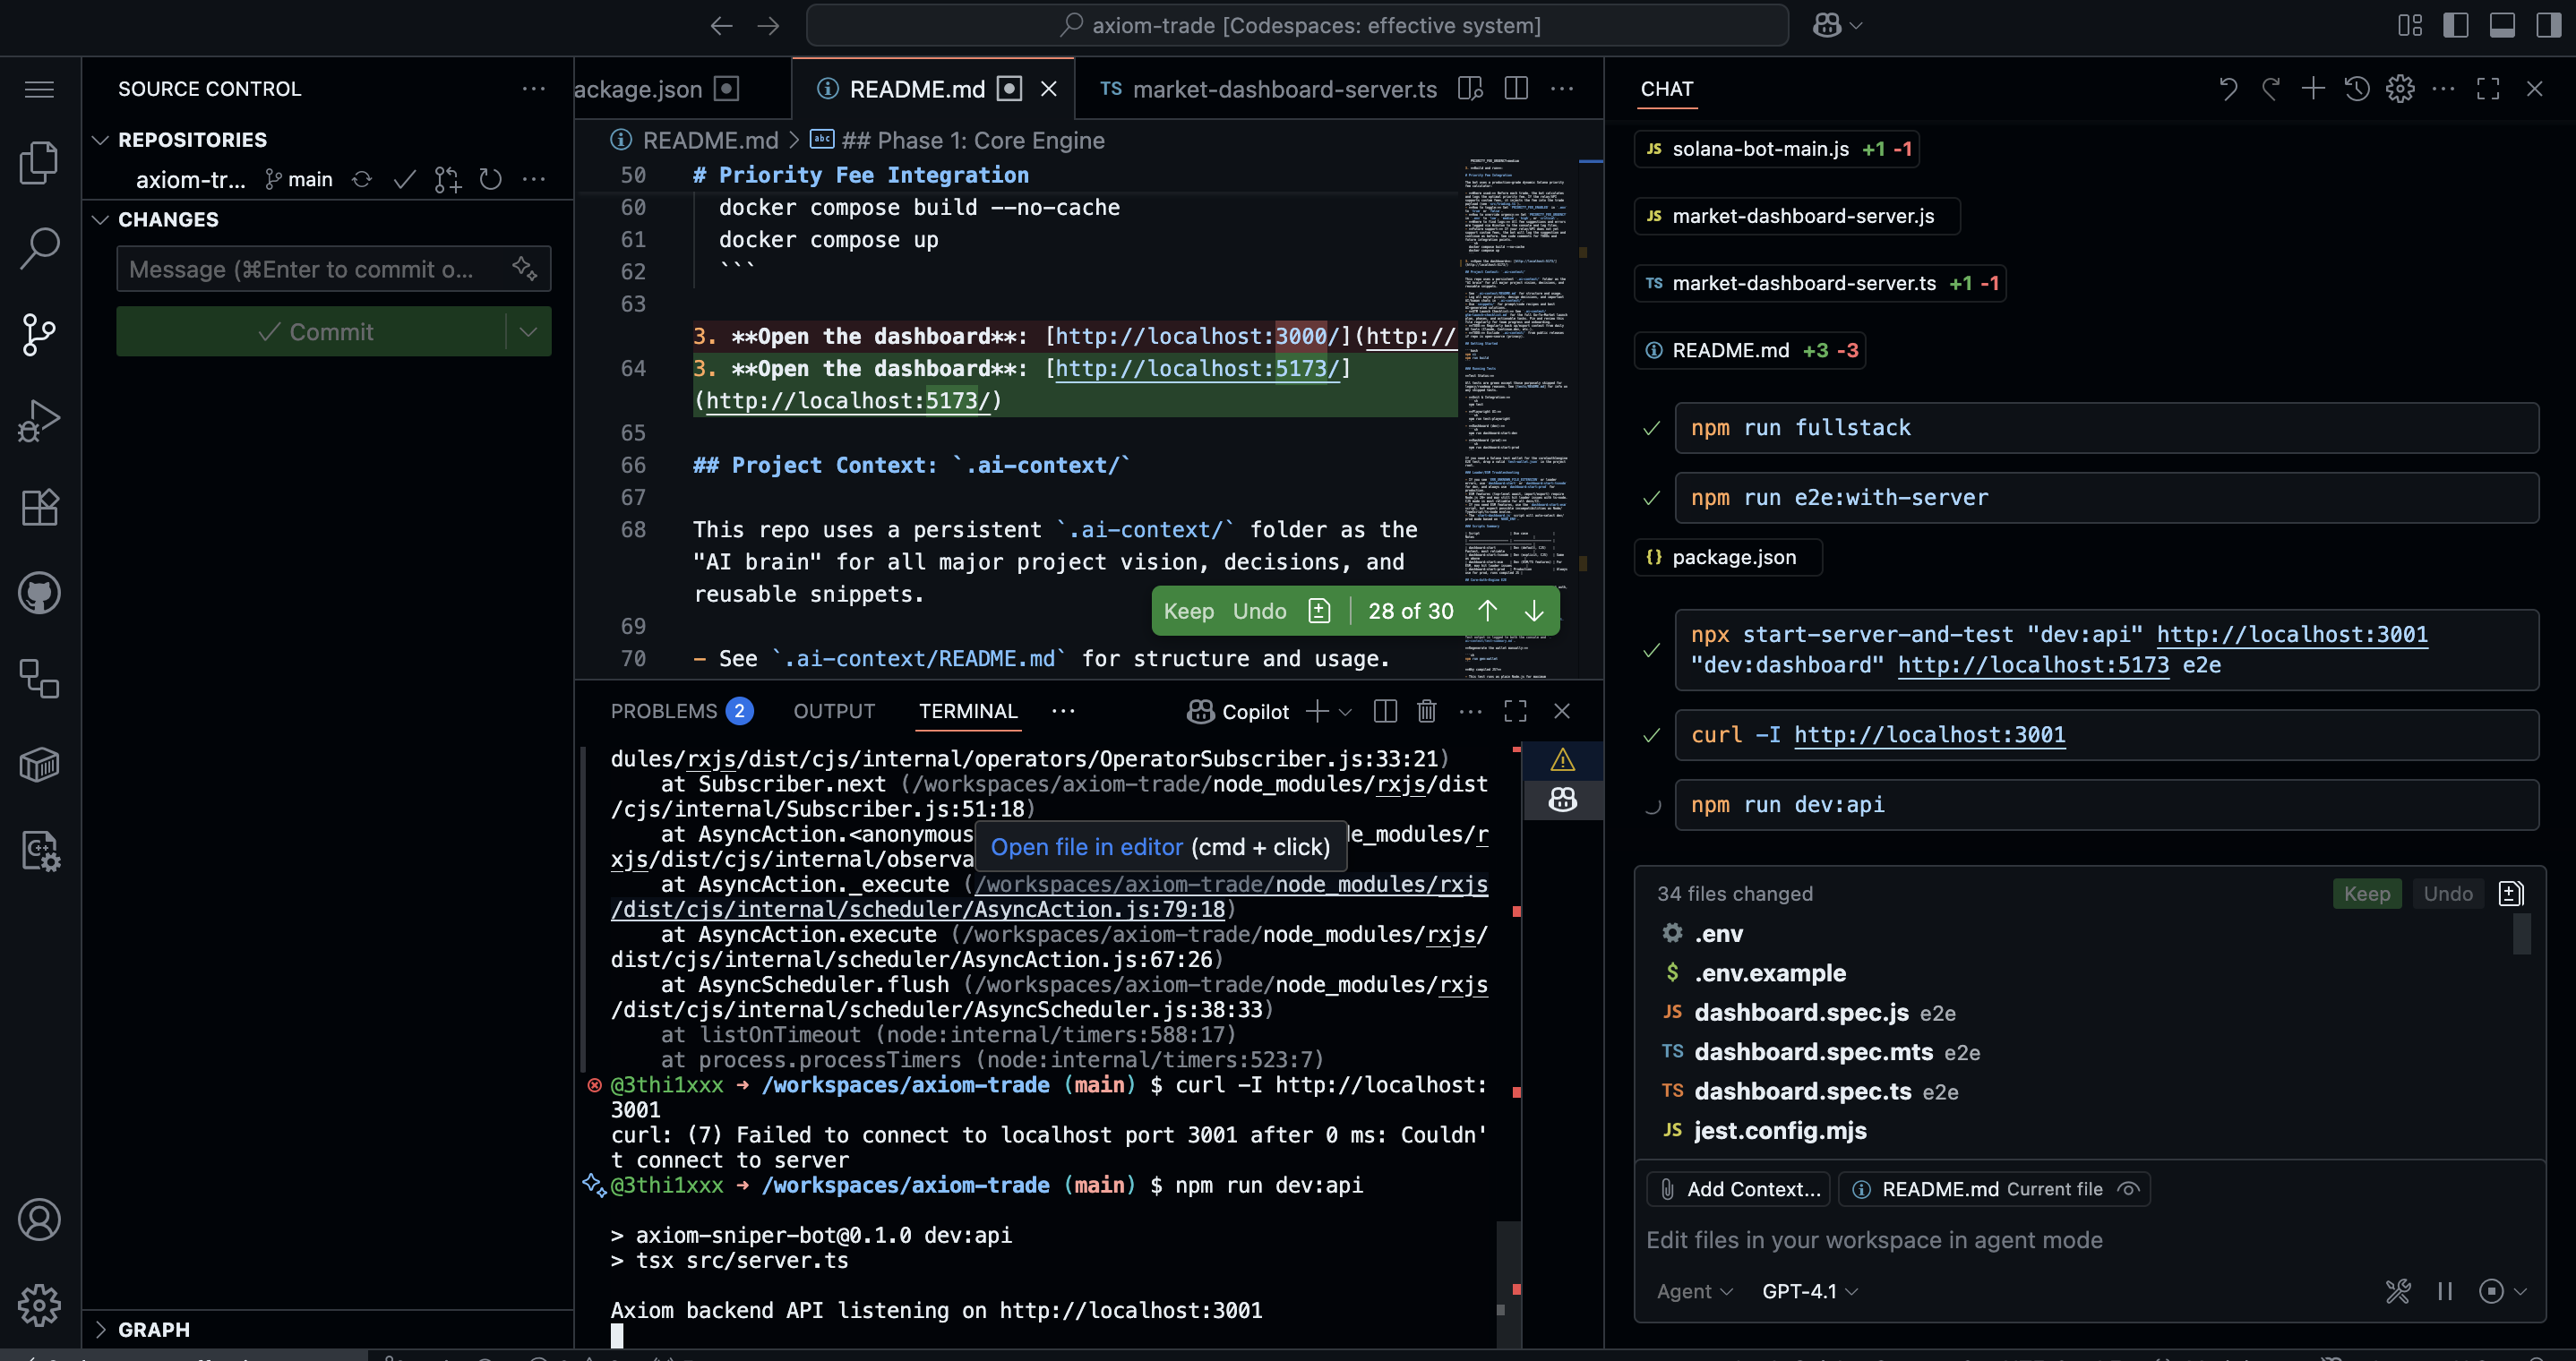 axiom-trade [Codespaces: effective system]
SOURCE CONTROL
REPOSITORIES
axiom-tr...
main
CHANGES
Message (⌘Enter to commit o...
Commit
GRAPH
ackage.json
README.md
TS market-dashboard-server.ts
README.md > ## Phase 1: Core Engine
50 # Priority Fee Integration
60 docker compose build --no-cache
61 docker compose up
62 ```
63
3. **Open the dashboard**: [http://localhost:3000/](http://
64 3. **Open the dashboard**: [http://localhost:5173/]
(http://localhost:5173/)
65
66 ## Project Context: `.ai-context/`
67
68 This repo uses a persistent `.ai-context/` folder as the
"AI brain" for all major project vision, decisions, and
reusable snippets.
69
70 - See `.ai-context/README.md` for structure and usage.
Keep Undo 28 of 30
PROBLEMS 2 OUTPUT TERMINAL
Copilot
dules/rxjs/dist/cjs/internal/operators/OperatorSubscriber.js:33:21)
at Subscriber.next (/workspaces/axiom-trade/node_modules/rxjs/dist
/cjs/internal/Subscriber.js:51:18)
at AsyncAction.<anonymous
e_modules/r
xjs/dist/cjs/internal/observa
Open file in editor (cmd + click)
at AsyncAction._execute (/workspaces/axiom-trade/node_modules/rxjs
/dist/cjs/internal/scheduler/AsyncAction.js:79:18)
at AsyncAction.execute (/workspaces/axiom-trade/node_modules/rxjs/
dist/cjs/internal/scheduler/AsyncAction.js:67:26)
at AsyncScheduler.flush (/workspaces/axiom-trade/node_modules/rxjs
/dist/cjs/internal/scheduler/AsyncScheduler.js:38:33)
at listOnTimeout (node:internal/timers:588:17)
at process.processTimers (node:internal/timers:523:7)
@3thi1xxx → /workspaces/axiom-trade (main) $ curl -I http://localhost:
3001
curl: (7) Failed to connect to localhost port 3001 after 0 ms: Couldn'
t connect to server
@3thi1xxx → /workspaces/axiom-trade (main) $ npm run dev:api
> axiom-sniper-bot@0.1.0 dev:api
> tsx src/server.ts
Axiom backend API listening on http://localhost:3001
CHAT
JS solana-bot-main.js +1 -1
JS market-dashboard-server.js
TS market-dashboard-server.ts +1 -1
README.md +3 -3
npm run fullstack
npm run e2e:with-server
{} package.json
npx start-server-and-test "dev:api" http://localhost:3001
"dev:dashboard" http://localhost:5173 e2e
curl -I http://localhost:3001
npm run dev:api
34 files changed
Keep Undo
.env
$ .env.example
JS dashboard.spec.js e2e
TS dashboard.spec.mts e2e
TS dashboard.spec.ts e2e
JS jest.config.mjs
Add Context...
README.md Current file
Edit files in your workspace in agent mode
Agent
GPT-4.1